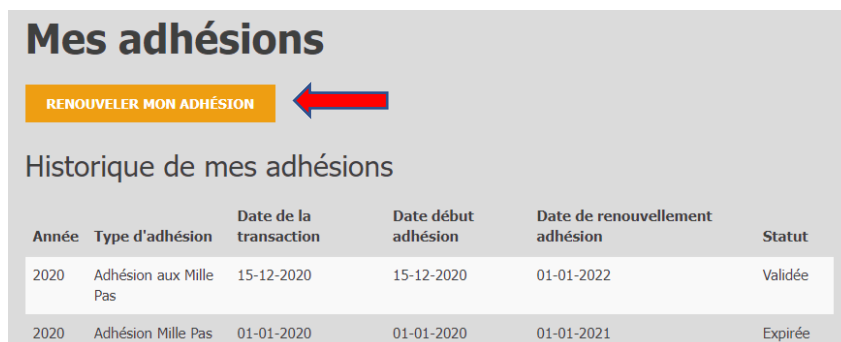 Mes adhésions
RENOUVELER MON ADHÉSION
Historique de mes adhésions
Année Type d'adhésion Date de la transaction Date début adhésion Date de renouvellement adhésion Statut
2020 Adhésion aux Mille Pas 15-12-2020 15-12-2020 01-01-2022 Validée
2020 Adhésion Mille Pas 01-01-2020 01-01-2020 01-01-2021 Expirée